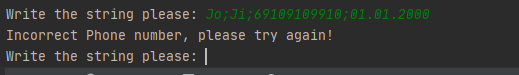 Write the string please: Jo;Ji;69109109910;01.01.2000
Incorrect Phone number, please try again!
Write the string please: